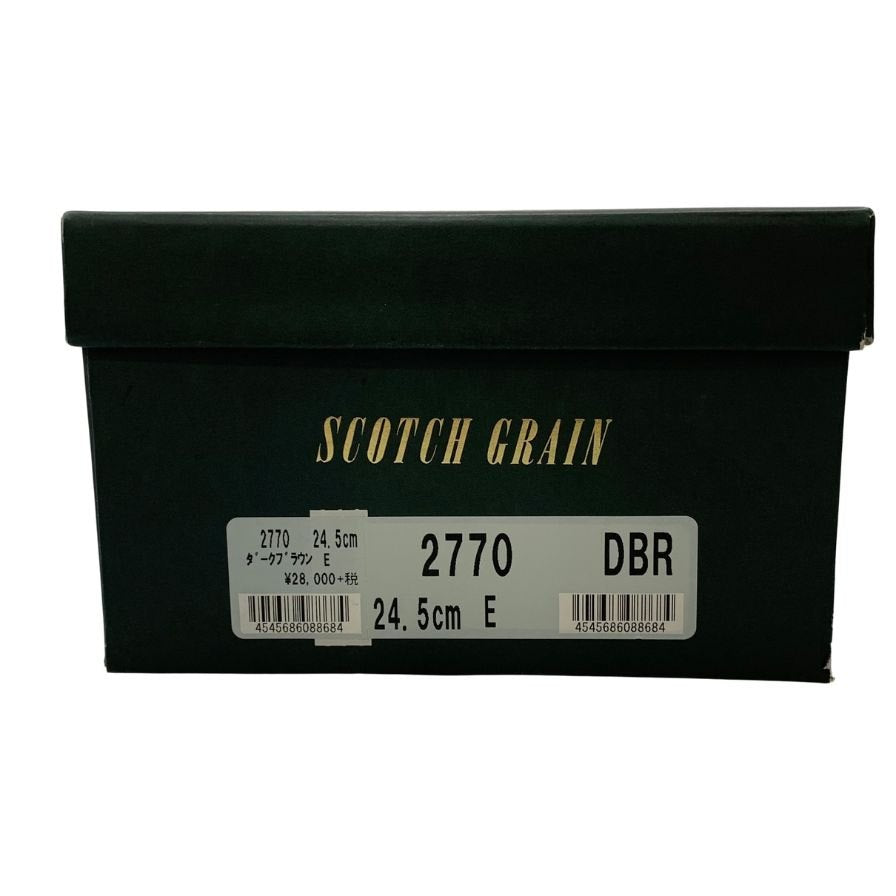 SCOTCH GRAIN
2770 24.5cm
ﾀﾞｰｸﾌﾞﾗｳﾝ E
¥28,000+税
4545686088684
2770 DBR
24.5cm E
4545686088684